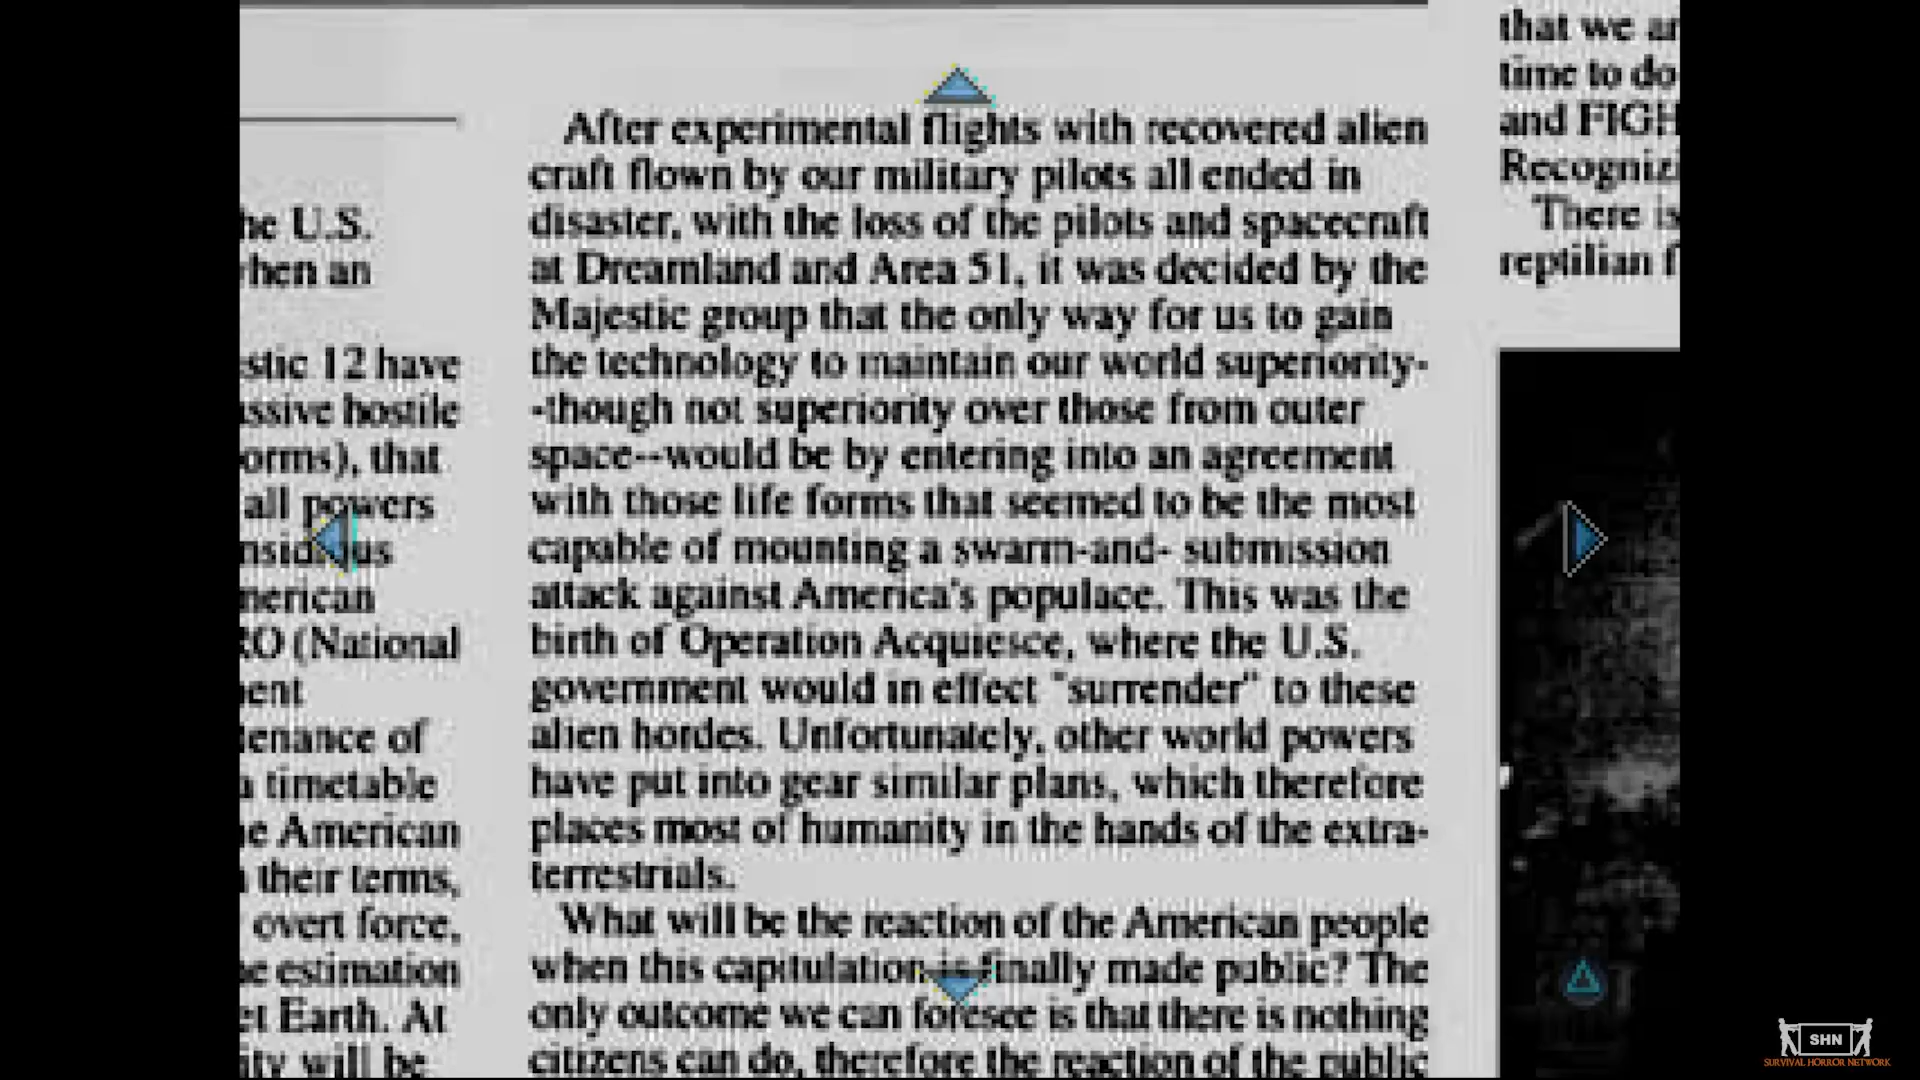 he U.S.
hen an
stic 12 have
ssive hostile
orms), that
all powers
merican
RO (National
ent
enance of
a timetable
e American
their terms,
overt force,
e estimation
et Earth. At
ity will be
After experimental flights with recovered alien
craft flown by our military pilots all ended in
disaster, with the loss of the pilots and spacecraft
at Dreamland and Area 51, it was decided by the
Majestic group that the only way for us to gain
the technology to maintain our world superiority-
-though not superiority over those from outer
space--would be by entering into an agreement
with those life forms that seemed to be the most
capable of mounting a swarm-and- submission
attack against America's populace. This was the
birth of Operation Acquiesce, where the U.S.
government would in effect "surrender" to these
alien hordes. Unfortunately, other world powers
have put into gear similar plans, which therefore
places most of humanity in the hands of the extra-
terrestrials.
What will be the reaction of the American people
when this capitulation is finally made public? The
only outcome we can foresee is that there is nothing
citizens can do, therefore the reaction of the public
that we ar
time to do
and FIGH
Recogniz
There is
reptilian f
SHN
SURVIVAL HORROR NETWORK